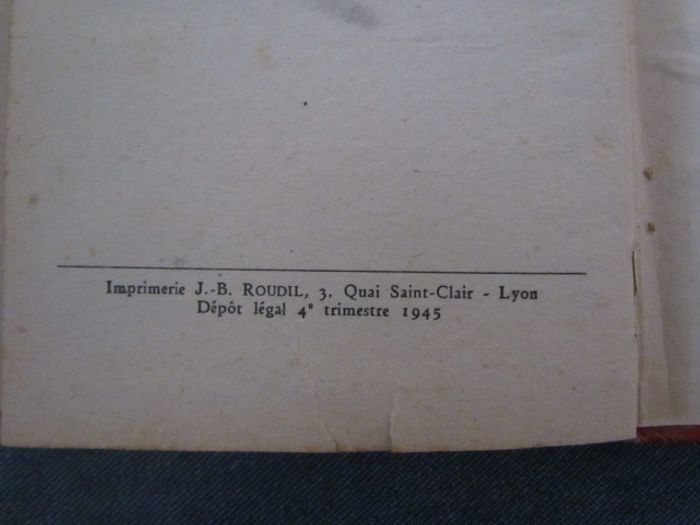 Imprimerie J.-B. ROUDIL, 3, Quai Saint-Clair - Lyon
Dépôt légal 4e trimestre 1945